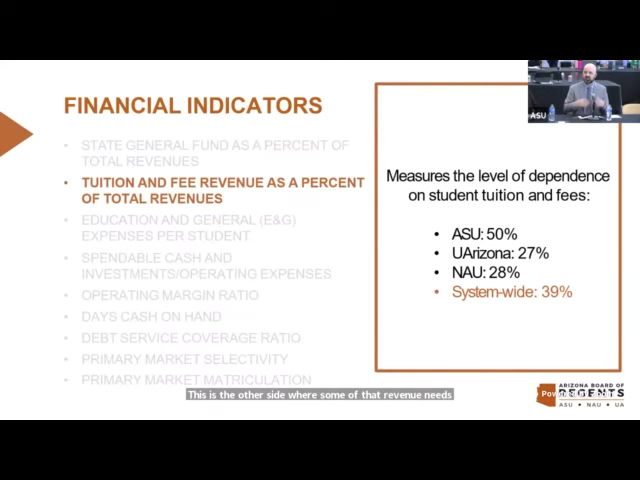 ASU
FINANCIAL INDICATORS
• STATE GENERAL FUND AS A PERCENT OF
TOTAL REVENUES
• TUITION AND FEE REVENUE AS A PERCENT
OF TOTAL REVENUES
• EDUCATION AND GENERAL (E&G)
EXPENSES PER STUDENT
• SPENDABLE CASH AND
INVESTMENTS/OPERATING EXPENSES
• OPERATING MARGIN RATIO
• DAYS CASH ON HAND
• DEBT SERVICE COVERAGE RATIO
• PRIMARY MARKET SELECTIVITY
• PRIMARY MARKET MATRICULATION
Measures the level of dependence
on student tuition and fees:
• ASU: 50%
• UArizona: 27%
• NAU: 28%
• System-wide: 39%
This is the other side where some of that revenue needs
ARIZONA BOARD OF
REGENTS
ASU • NAU • UA